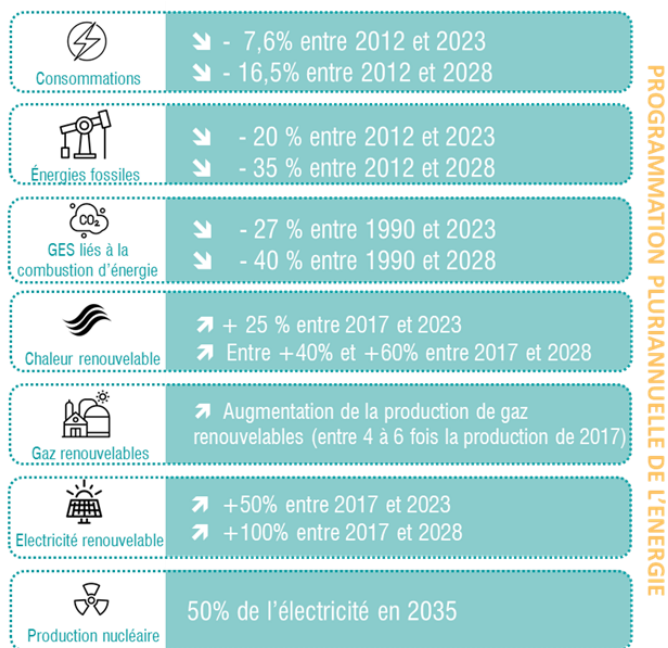 - 7,6% entre 2012 et 2023
- 16,5% entre 2012 et 2028
Consommations
- 20 % entre 2012 et 2023
- 35 % entre 2012 et 2028
Énergies fossiles
CO2
- 27 % entre 1990 et 2023
- 40 % entre 1990 et 2028
GES liés à la
combustion d’énergie
+ 25 % entre 2017 et 2023
Entre +40% et +60% entre 2017 et 2028
Chaleur renouvelable
Augmentation de la production de gaz
renouvelables (entre 4 à 6 fois la production de 2017)
Gaz renouvelables
+50% entre 2017 et 2023
+100% entre 2017 et 2028
Electricité renouvelable
50% de l’électricité en 2035
Production nucléaire
PROGRAMMATION PLURIANNUELLE DE L’ENERGIE